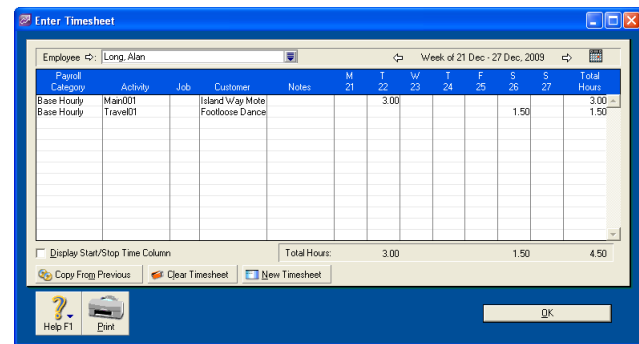 Enter Timesheet
Employee ⇨: Long, Alan Week of 21 Dec - 27 Dec, 2009
Payroll Category Activity Job Customer Notes M 21 T 22 W 23 T 24 F 25 S 26 S 27 Total Hours
Base Hourly Main001 Island Way Mote 3.00 3.00
Base Hourly Travel01 Footloose Dance 1.50 1.50
Display Start/Stop Time Column Total Hours: 3.00 1.50 4.50
Copy From Previous Clear Timesheet New Timesheet
Help F1 Print OK